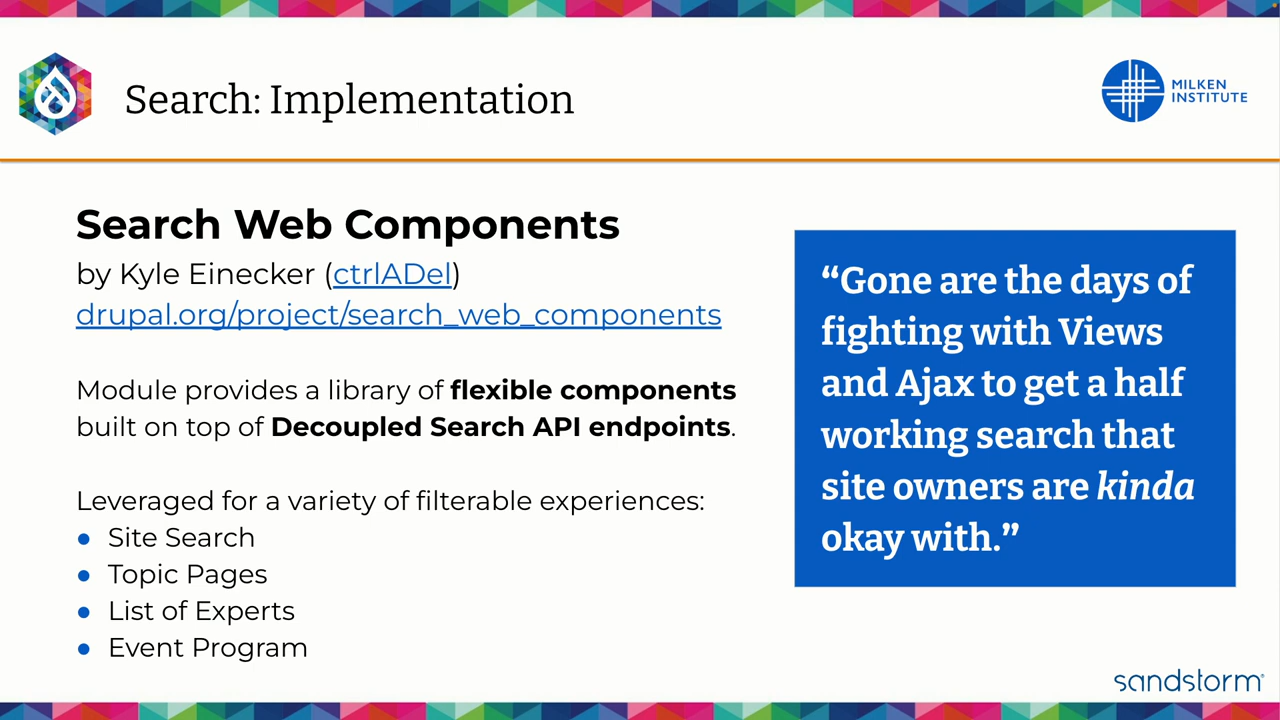 Search: Implementation
MILKEN
INSTITUTE
Search Web Components
by Kyle Einecker (ctrlADel)
drupal.org/project/search_web_components
Module provides a library of flexible components
built on top of Decoupled Search API endpoints.
Leveraged for a variety of filterable experiences:
● Site Search
● Topic Pages
● List of Experts
● Event Program
“Gone are the days of
fighting with Views
and Ajax to get a half
working search that
site owners are kinda
okay with.”
sandstorm®